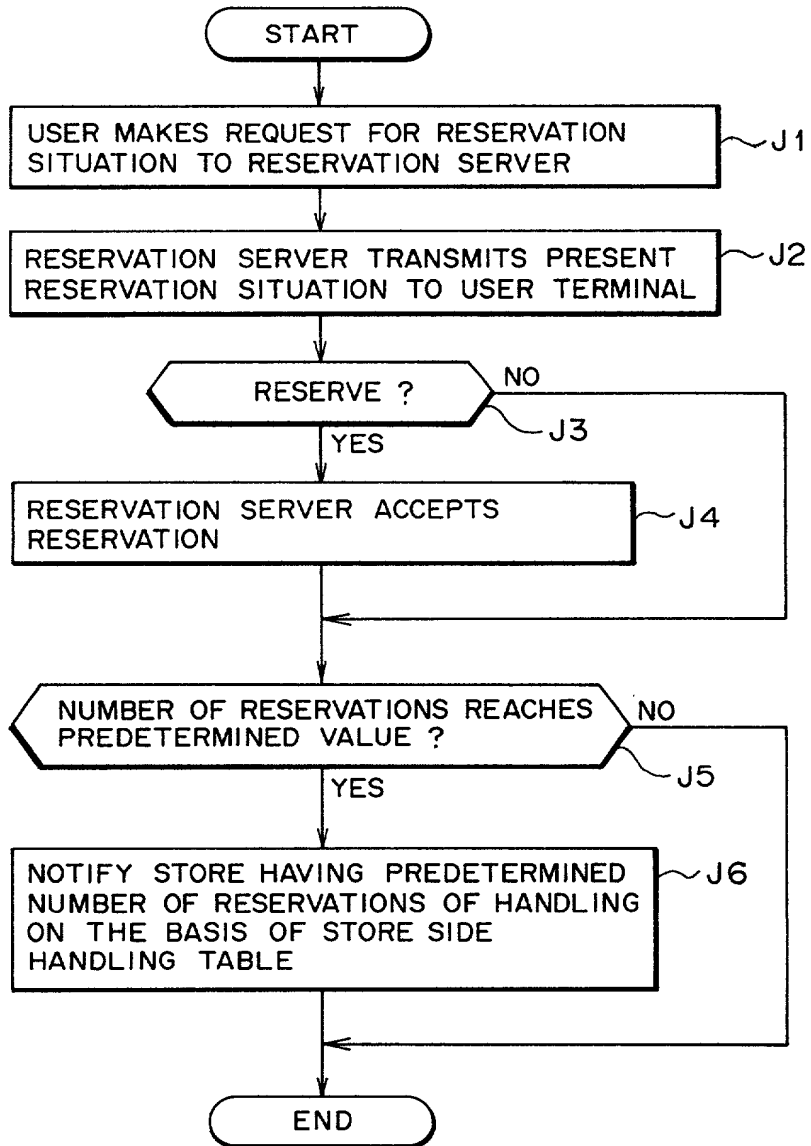 START
USER MAKES REQUEST FOR RESERVATION
SITUATION TO RESERVATION SERVER
J1
RESERVATION SERVER TRANSMITS PRESENT
RESERVATION SITUATION TO USER TERMINAL
J2
RESERVE ?
NO
J3
YES
RESERVATION SERVER ACCEPTS
RESERVATION
J4
NUMBER OF RESERVATIONS REACHES
PREDETERMINED VALUE ?
NO
J5
YES
NOTIFY STORE HAVING PREDETERMINED
NUMBER OF RESERVATIONS OF HANDLING
ON THE BASIS OF STORE SIDE
HANDLING TABLE
J6
END